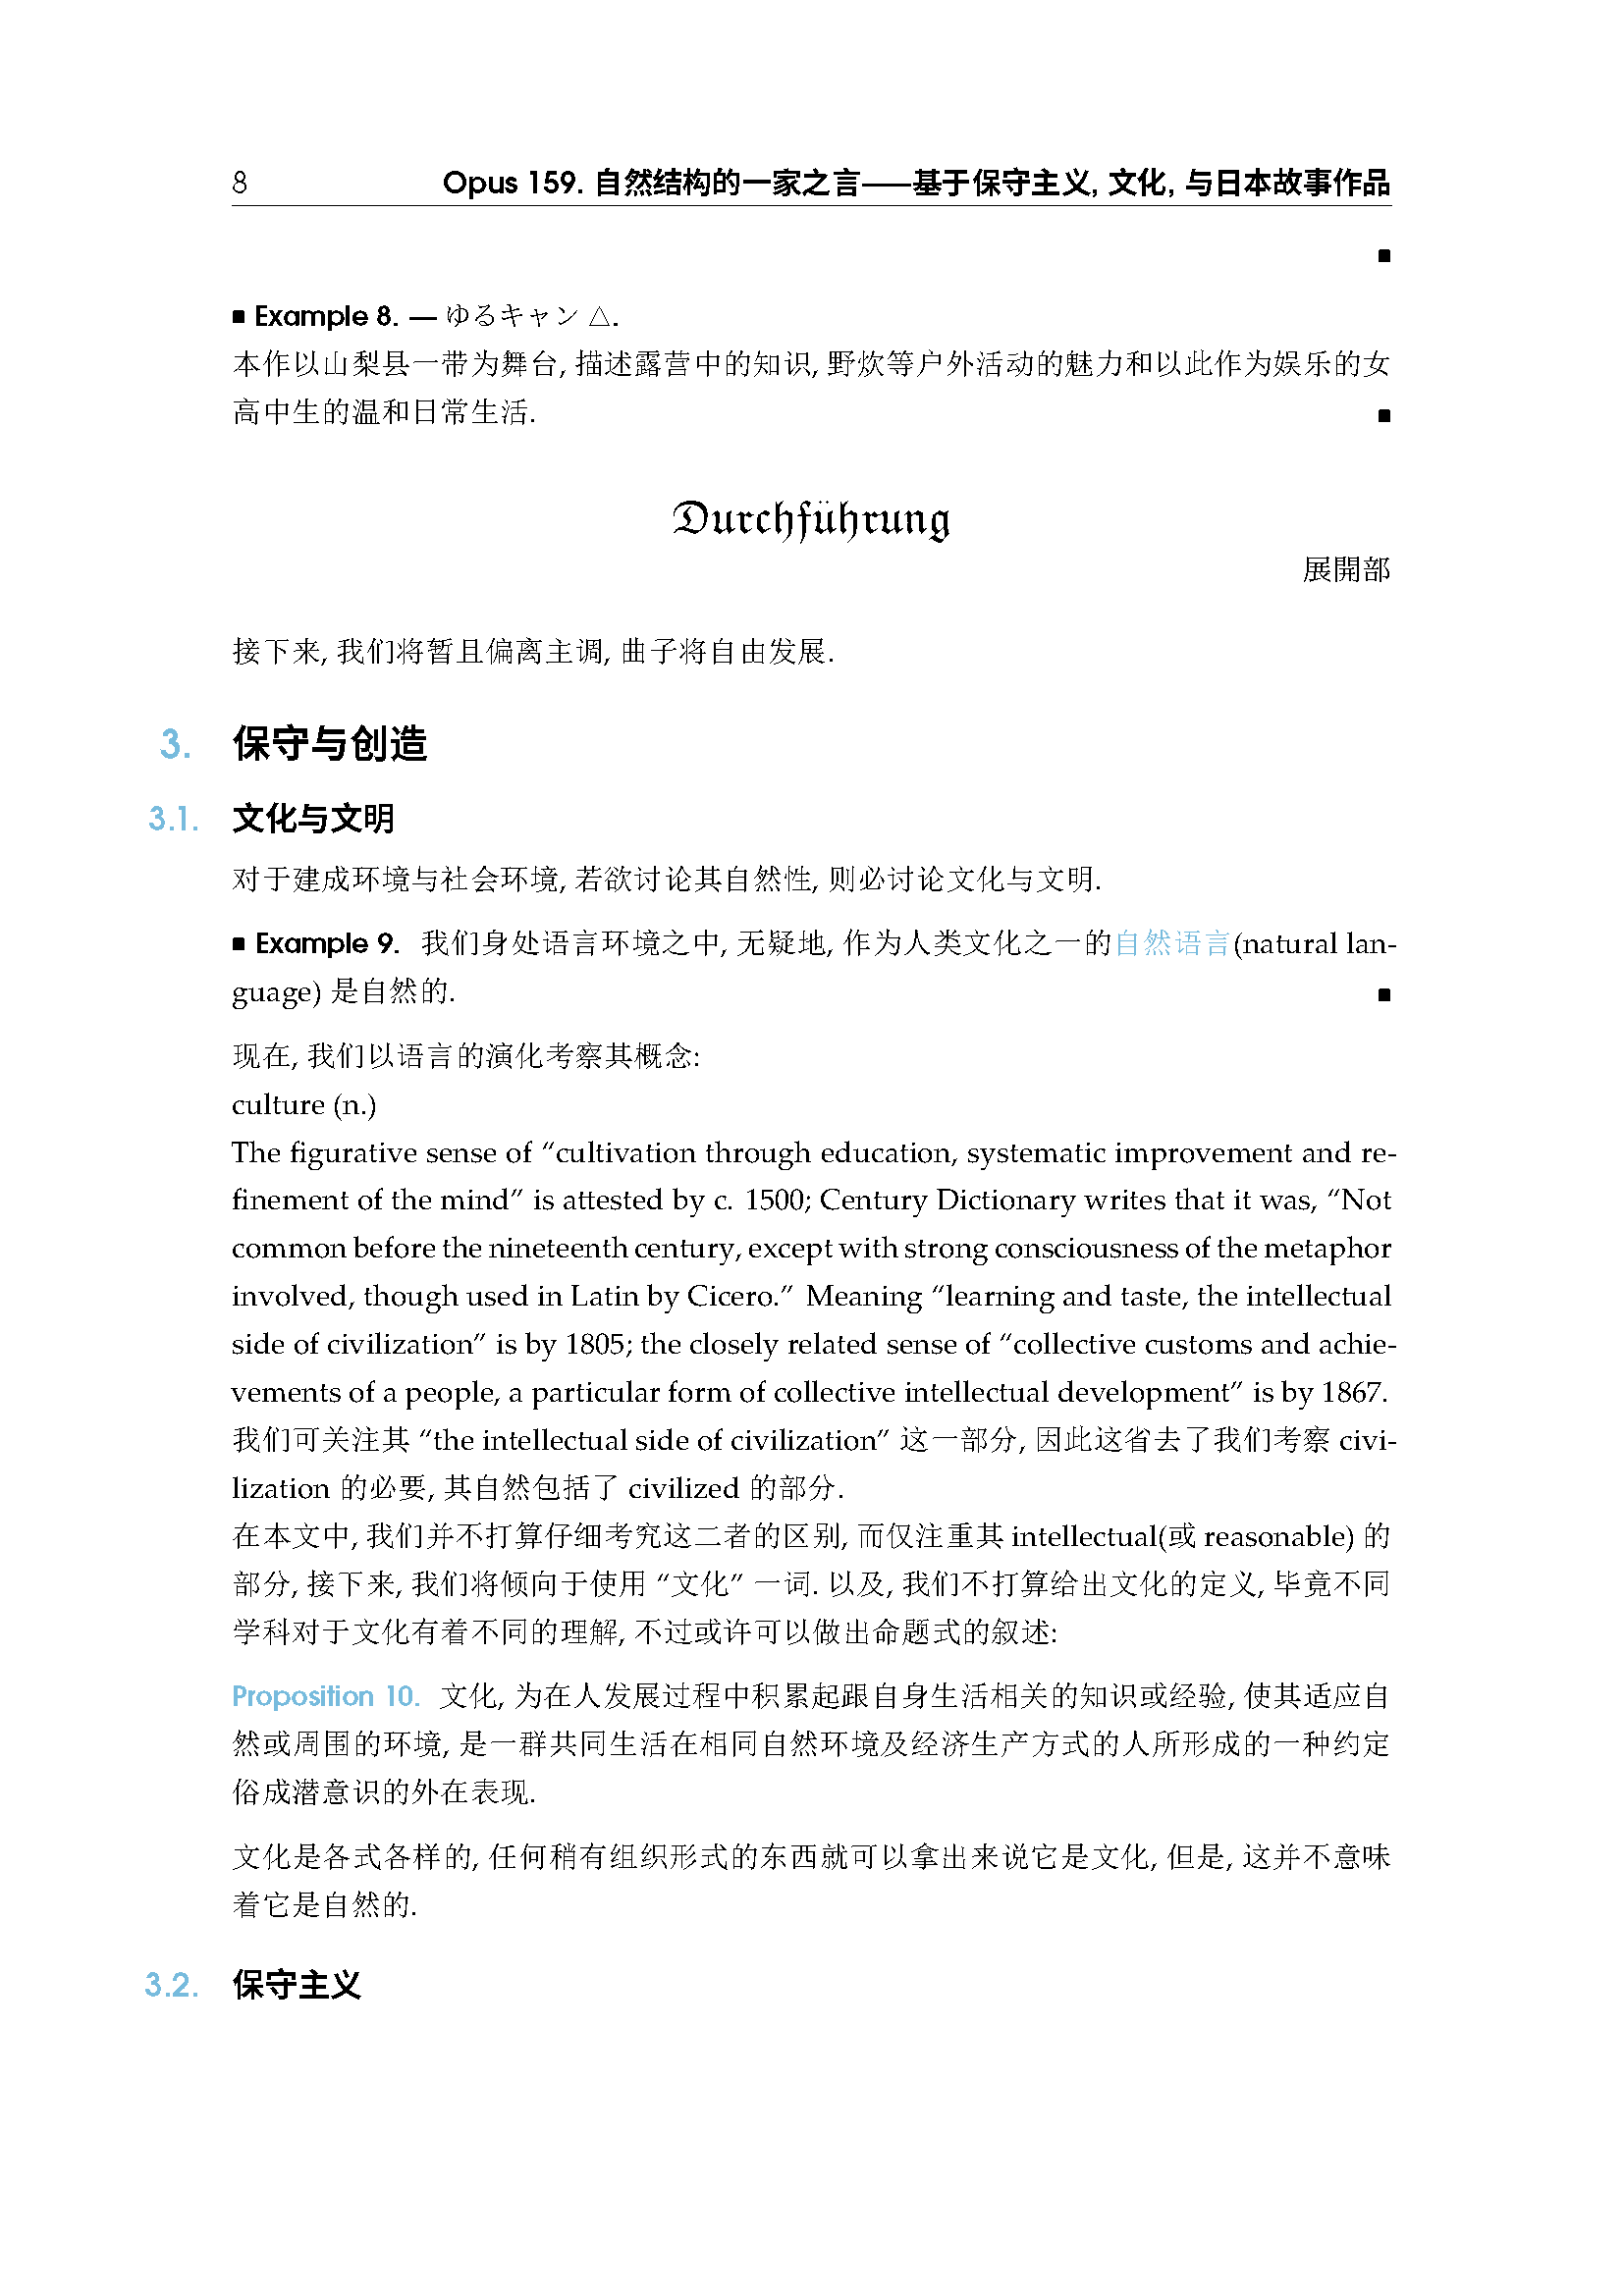 8 Opus 159. 自然结构的一家之言——基于保守主义, 文化, 与日本故事作品
■
■ Example 8. — ゆるキャン △.
本作以山梨县一带为舞台, 描述露营中的知识, 野炊等户外活动的魅力和以此作为娱乐的女
高中生的温和日常生活. ■
Durchführung
展開部
接下来, 我们将暂且偏离主调, 曲子将自由发展.
3. 保守与创造
3.1. 文化与文明
对于建成环境与社会环境, 若欲讨论其自然性, 则必讨论文化与文明.
■ Example 9. 我们身处语言环境之中, 无疑地, 作为人类文化之一的自然语言(natural lan-
guage) 是自然的. ■
现在, 我们以语言的演化考察其概念:
culture (n.)
The figurative sense of “cultivation through education, systematic improvement and re-
finement of the mind” is attested by c. 1500; Century Dictionary writes that it was, “Not
common before the nineteenth century, except with strong consciousness of the metaphor
involved, though used in Latin by Cicero.” Meaning “learning and taste, the intellectual
side of civilization” is by 1805; the closely related sense of “collective customs and achie-
vements of a people, a particular form of collective intellectual development” is by 1867.
我们可关注其 “the intellectual side of civilization” 这一部分, 因此这省去了我们考察 civi-
lization 的必要, 其自然包括了 civilized 的部分.
在本文中, 我们并不打算仔细考究这二者的区别, 而仅注重其 intellectual(或 reasonable) 的
部分, 接下来, 我们将倾向于使用 “文化” 一词. 以及, 我们不打算给出文化的定义, 毕竟不同
学科对于文化有着不同的理解, 不过或许可以做出命题式的叙述:
Proposition 10. 文化, 为在人发展过程中积累起跟自身生活相关的知识或经验, 使其适应自
然或周围的环境, 是一群共同生活在相同自然环境及经济生产方式的人所形成的一种约定
俗成潜意识的外在表现.
文化是各式各样的, 任何稍有组织形式的东西就可以拿出来说它是文化, 但是, 这并不意味
着它是自然的.
3.2. 保守主义